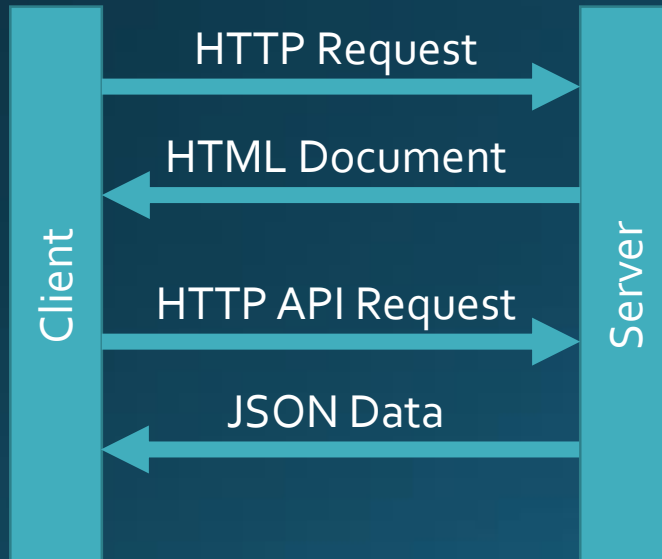 HTTP Request
HTML Document
Client
HTTP API Request
Server
JSON Data